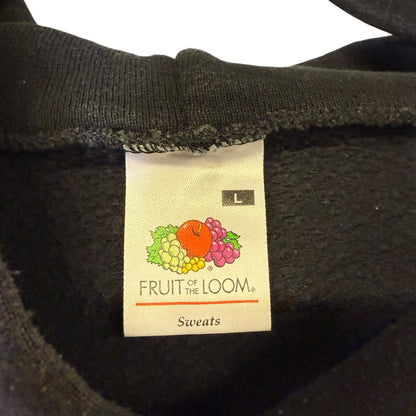 L
FRUIT OF THE LOOM®
Sweats